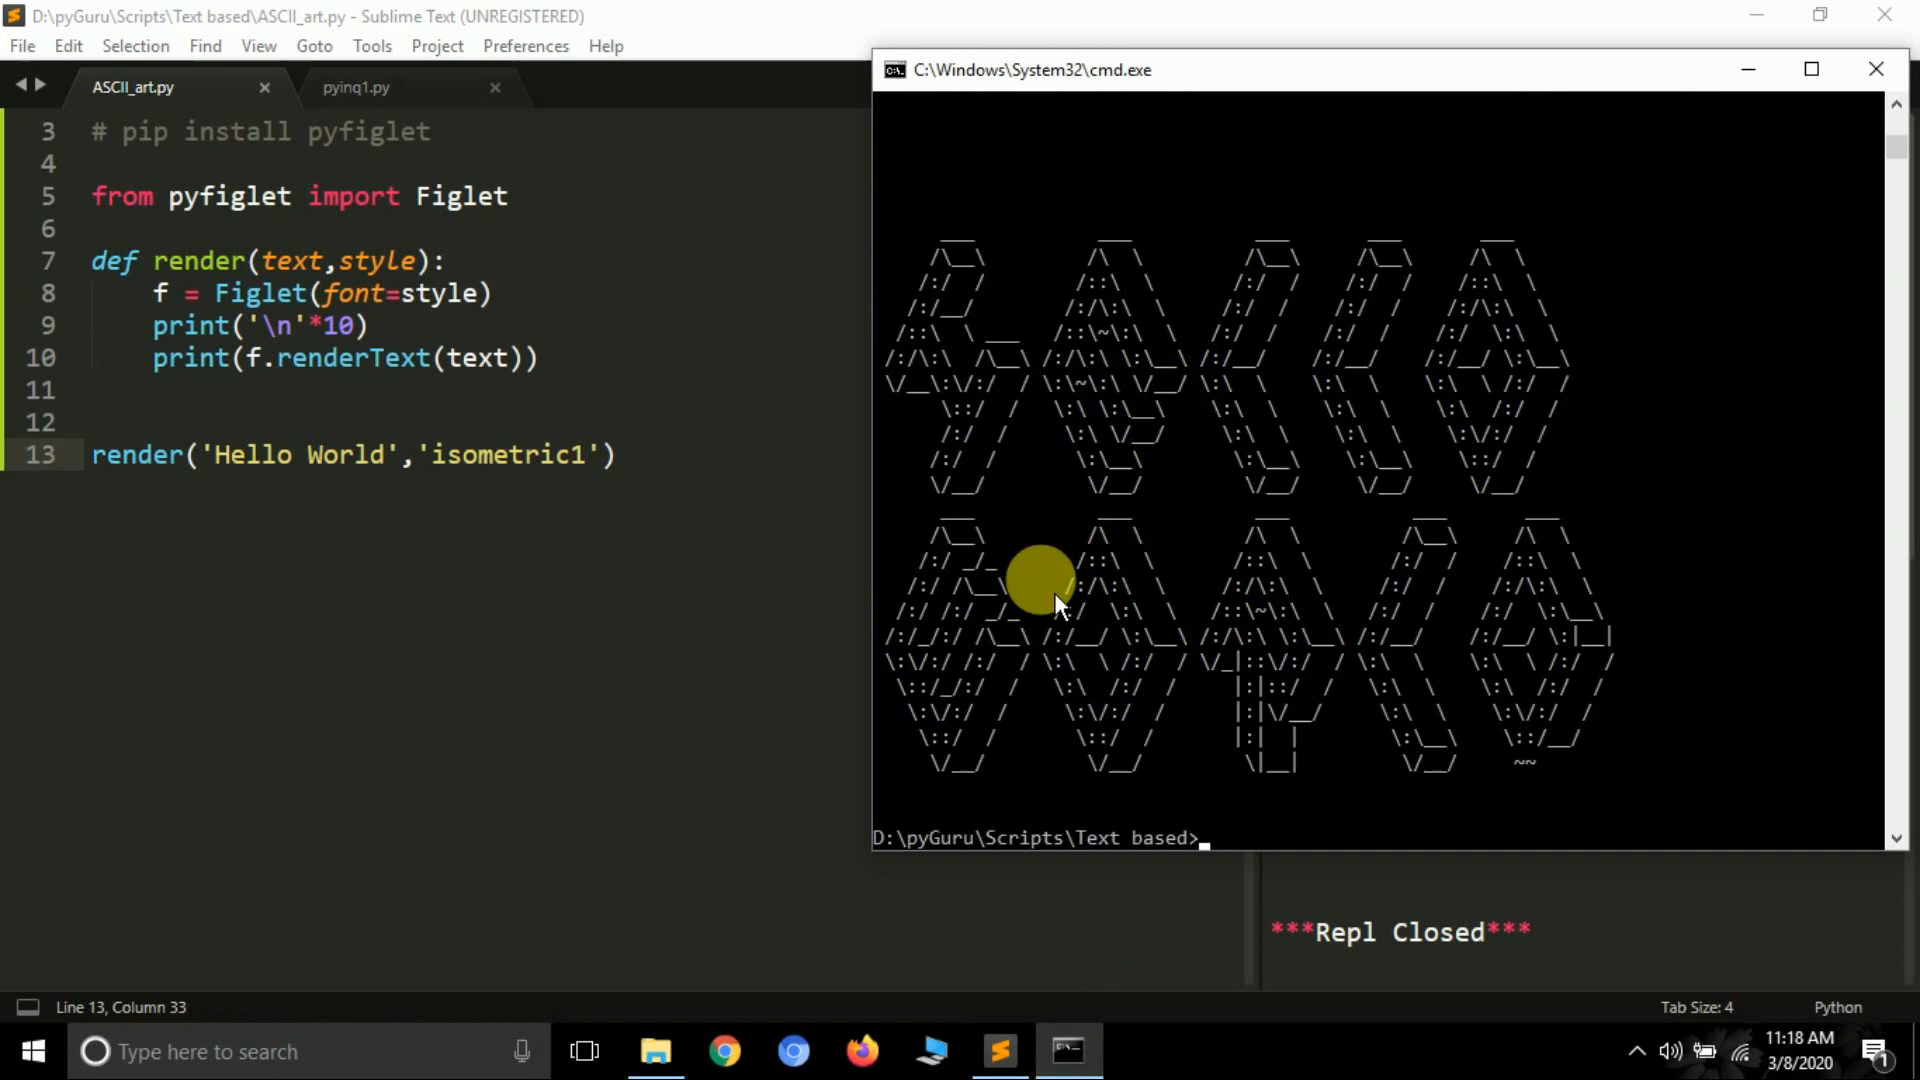 D:\pyGuru\Scripts\Text based\ASCII_art.py - Sublime Text (UNREGISTERED)
File Edit Selection Find View Goto Tools Project Preferences Help
ASCII_art.py
pyinq1.py
3 # pip install pyfiglet
4
5 from pyfiglet import Figlet
6
7 def render(text,style):
8     f = Figlet(font=style)
9     print('\n'*10)
10     print(f.renderText(text))
11
12
13 render('Hello World','isometric1')
C:\Windows\System32\cmd.exe
HELLO
WORLD
D:\pyGuru\Scripts\Text based>
***Repl Closed***
Line 13, Column 33
Tab Size: 4
Python
Type here to search
11:18 AM
3/8/2020
1